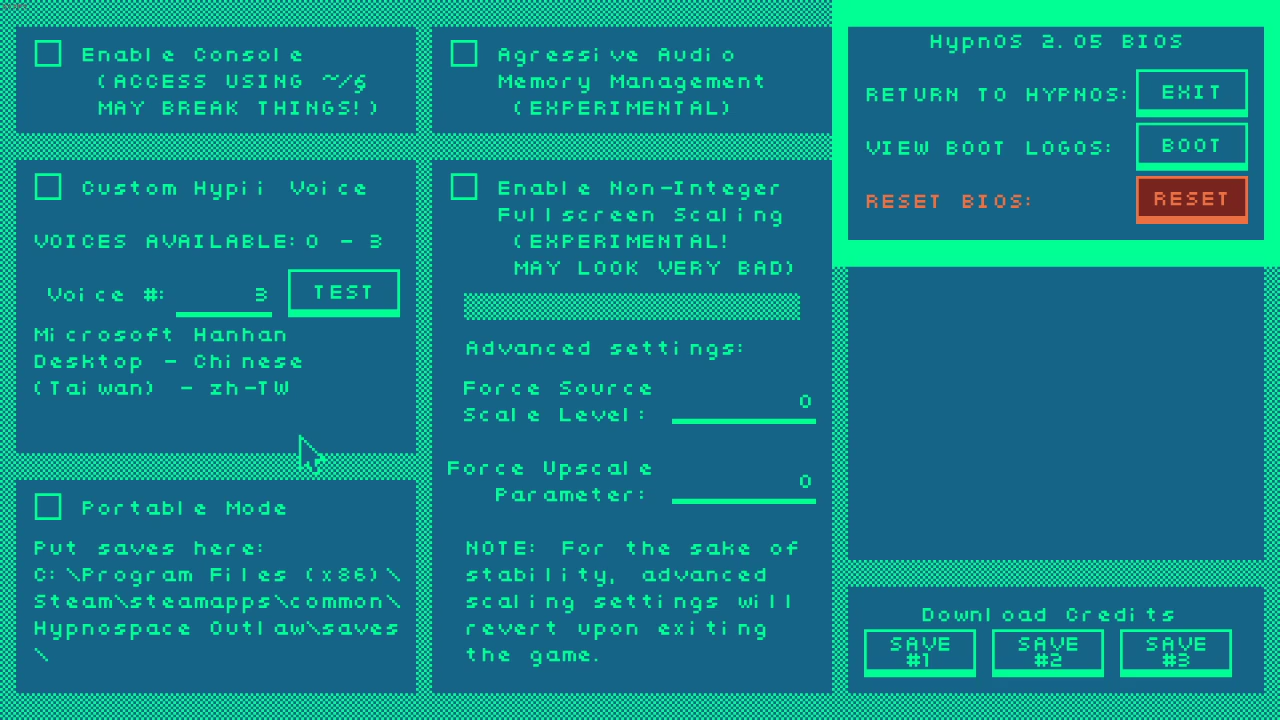 Enable Console
(ACCESS USING ~/§
MAY BREAK THINGS!)
Custom Hypii Voice
VOICES AVAILABLE: 0 - 3
Voice #: 3 TEST
Microsoft Hanhan
Desktop - Chinese
(Taiwan) - zh-TW
Portable Mode
Put saves here:
C:\Program Files (x86)\
Steam\steamapps\common\
Hypnospace Outlaw\saves
\
Agressive Audio
Memory Management
(EXPERIMENTAL)
Enable Non-Integer
Fullscreen Scaling
(EXPERIMENTAL!
MAY LOOK VERY BAD)
Advanced settings:
Force Source
Scale Level: 0
Force Upscale
Parameter: 0
NOTE: For the sake of
stability, advanced
scaling settings will
revert upon exiting
the game.
HypnOS 2.05 BIOS
RETURN TO HYPNOS: EXIT
VIEW BOOT LOGOS: BOOT
RESET BIOS: RESET
Download Credits
SAVE #1
SAVE #2
SAVE #3